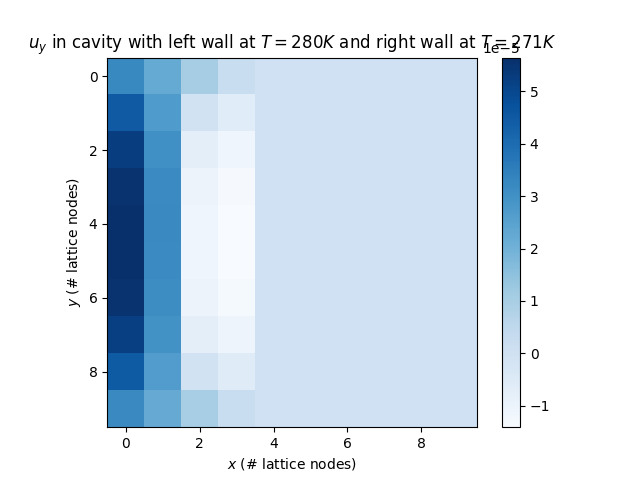 u_y in cavity with left wall at T = 280K and right wall at T = 271K
1e−5
0
2
4
6
8
y (# lattice nodes)
0 2 4 6 8
x (# lattice nodes)
5
4
3
2
1
0
−1